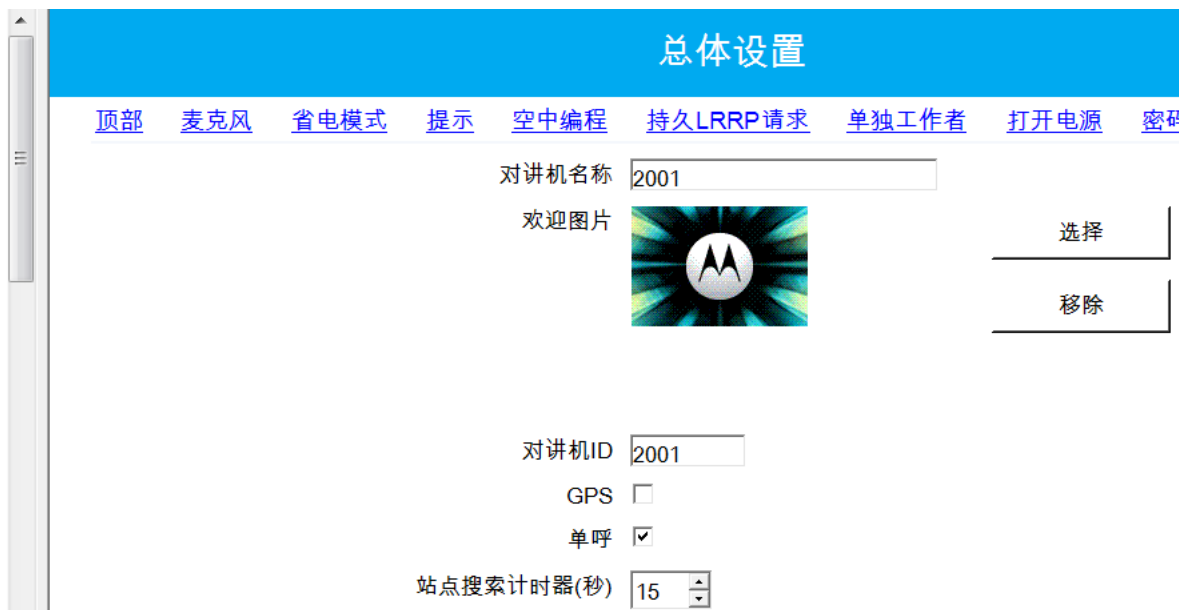 总体设置
顶部 麦克风 省电模式 提示 空中编程 持久LRRP请求 单独工作者 打开电源 密码
对讲机名称 2001
欢迎图片
选择
移除
对讲机ID 2001
GPS
单呼
站点搜索计时器(秒) 15